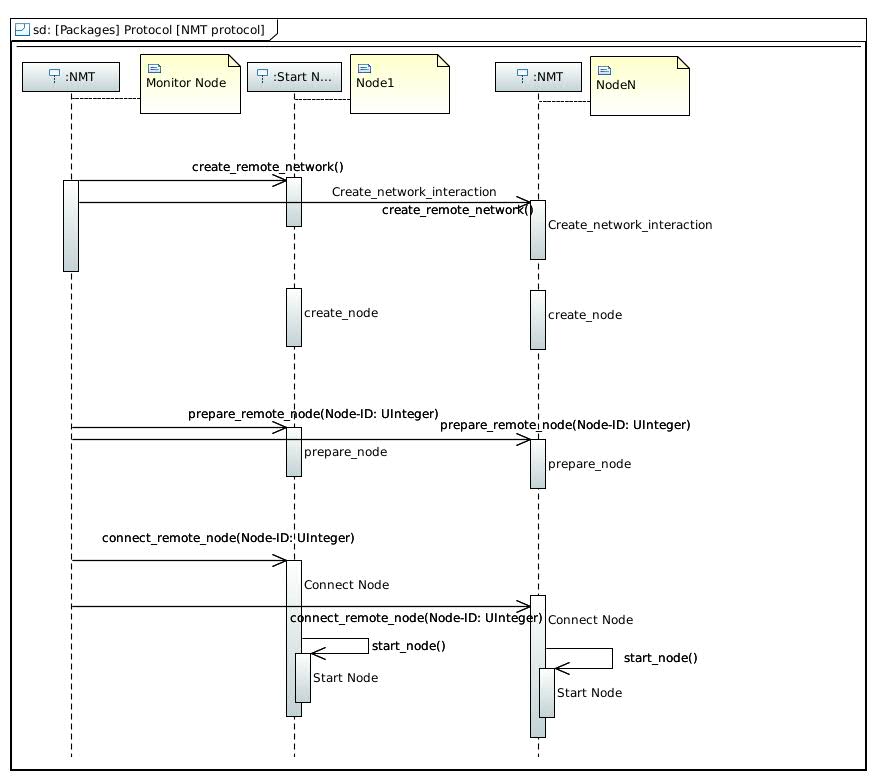 sd: [Packages] Protocol [NMT protocol]
:NMT
Monitor Node
:Start N...
Node1
:NMT
NodeN
create_remote_network()
Create_network_interaction
create_remote_network()
Create_network_interaction
create_node
create_node
prepare_remote_node(Node-ID: UInteger)
prepare_remote_node(Node-ID: UInteger)
prepare_node
prepare_node
connect_remote_node(Node-ID: UInteger)
Connect Node
connect_remote_node(Node-ID: UInteger)
Connect Node
start_node()
start_node()
Start Node
Start Node